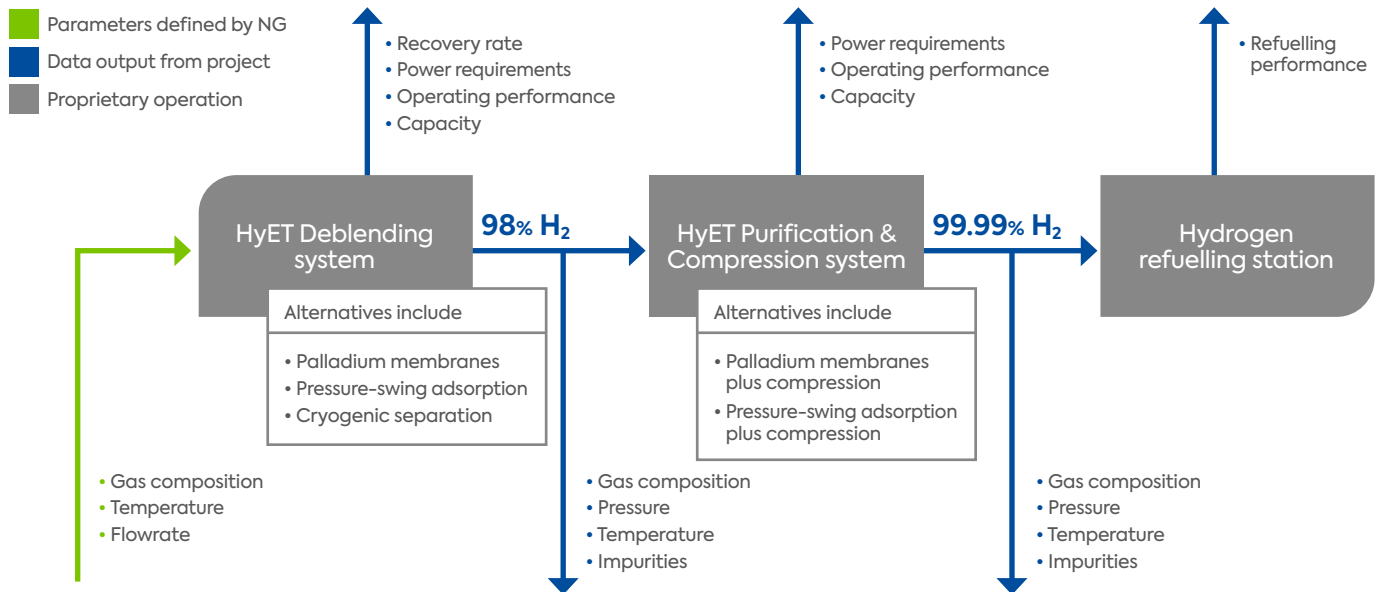 Parameters defined by NG
Data output from project
Proprietary operation
• Recovery rate
• Power requirements
• Operating performance
• Capacity
• Power requirements
• Operating performance
• Capacity
• Refuelling
performance
HyET Deblending
system
98% H₂
HyET Purification &
Compression system
99.99% H₂
Hydrogen
refuelling station
Alternatives include
• Palladium membranes
• Pressure-swing adsorption
• Cryogenic separation
Alternatives include
• Palladium membranes
plus compression
• Pressure-swing adsorption
plus compression
• Gas composition
• Temperature
• Flowrate
• Gas composition
• Pressure
• Temperature
• Impurities
• Gas composition
• Pressure
• Temperature
• Impurities